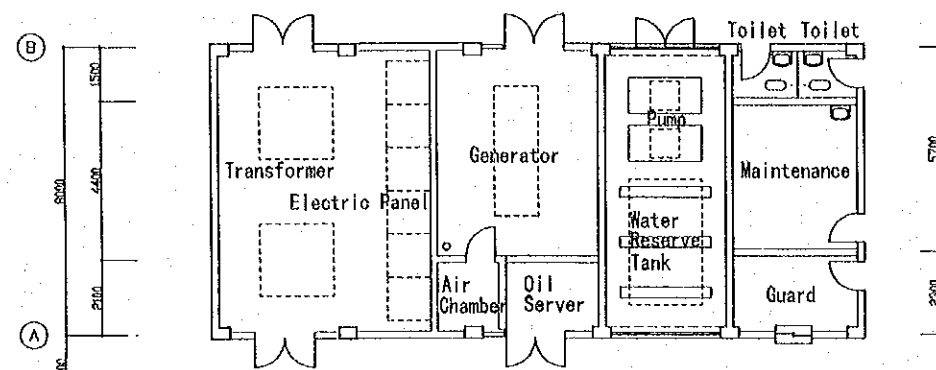 Toilet Toilet
B
1500
Pump
Generator
Transformer
Maintenance
5700
8000
4400
Electric Panel
Water
Reserve
Tank
Air
Chamber
Oil
Server
Guard
2100
2300
A